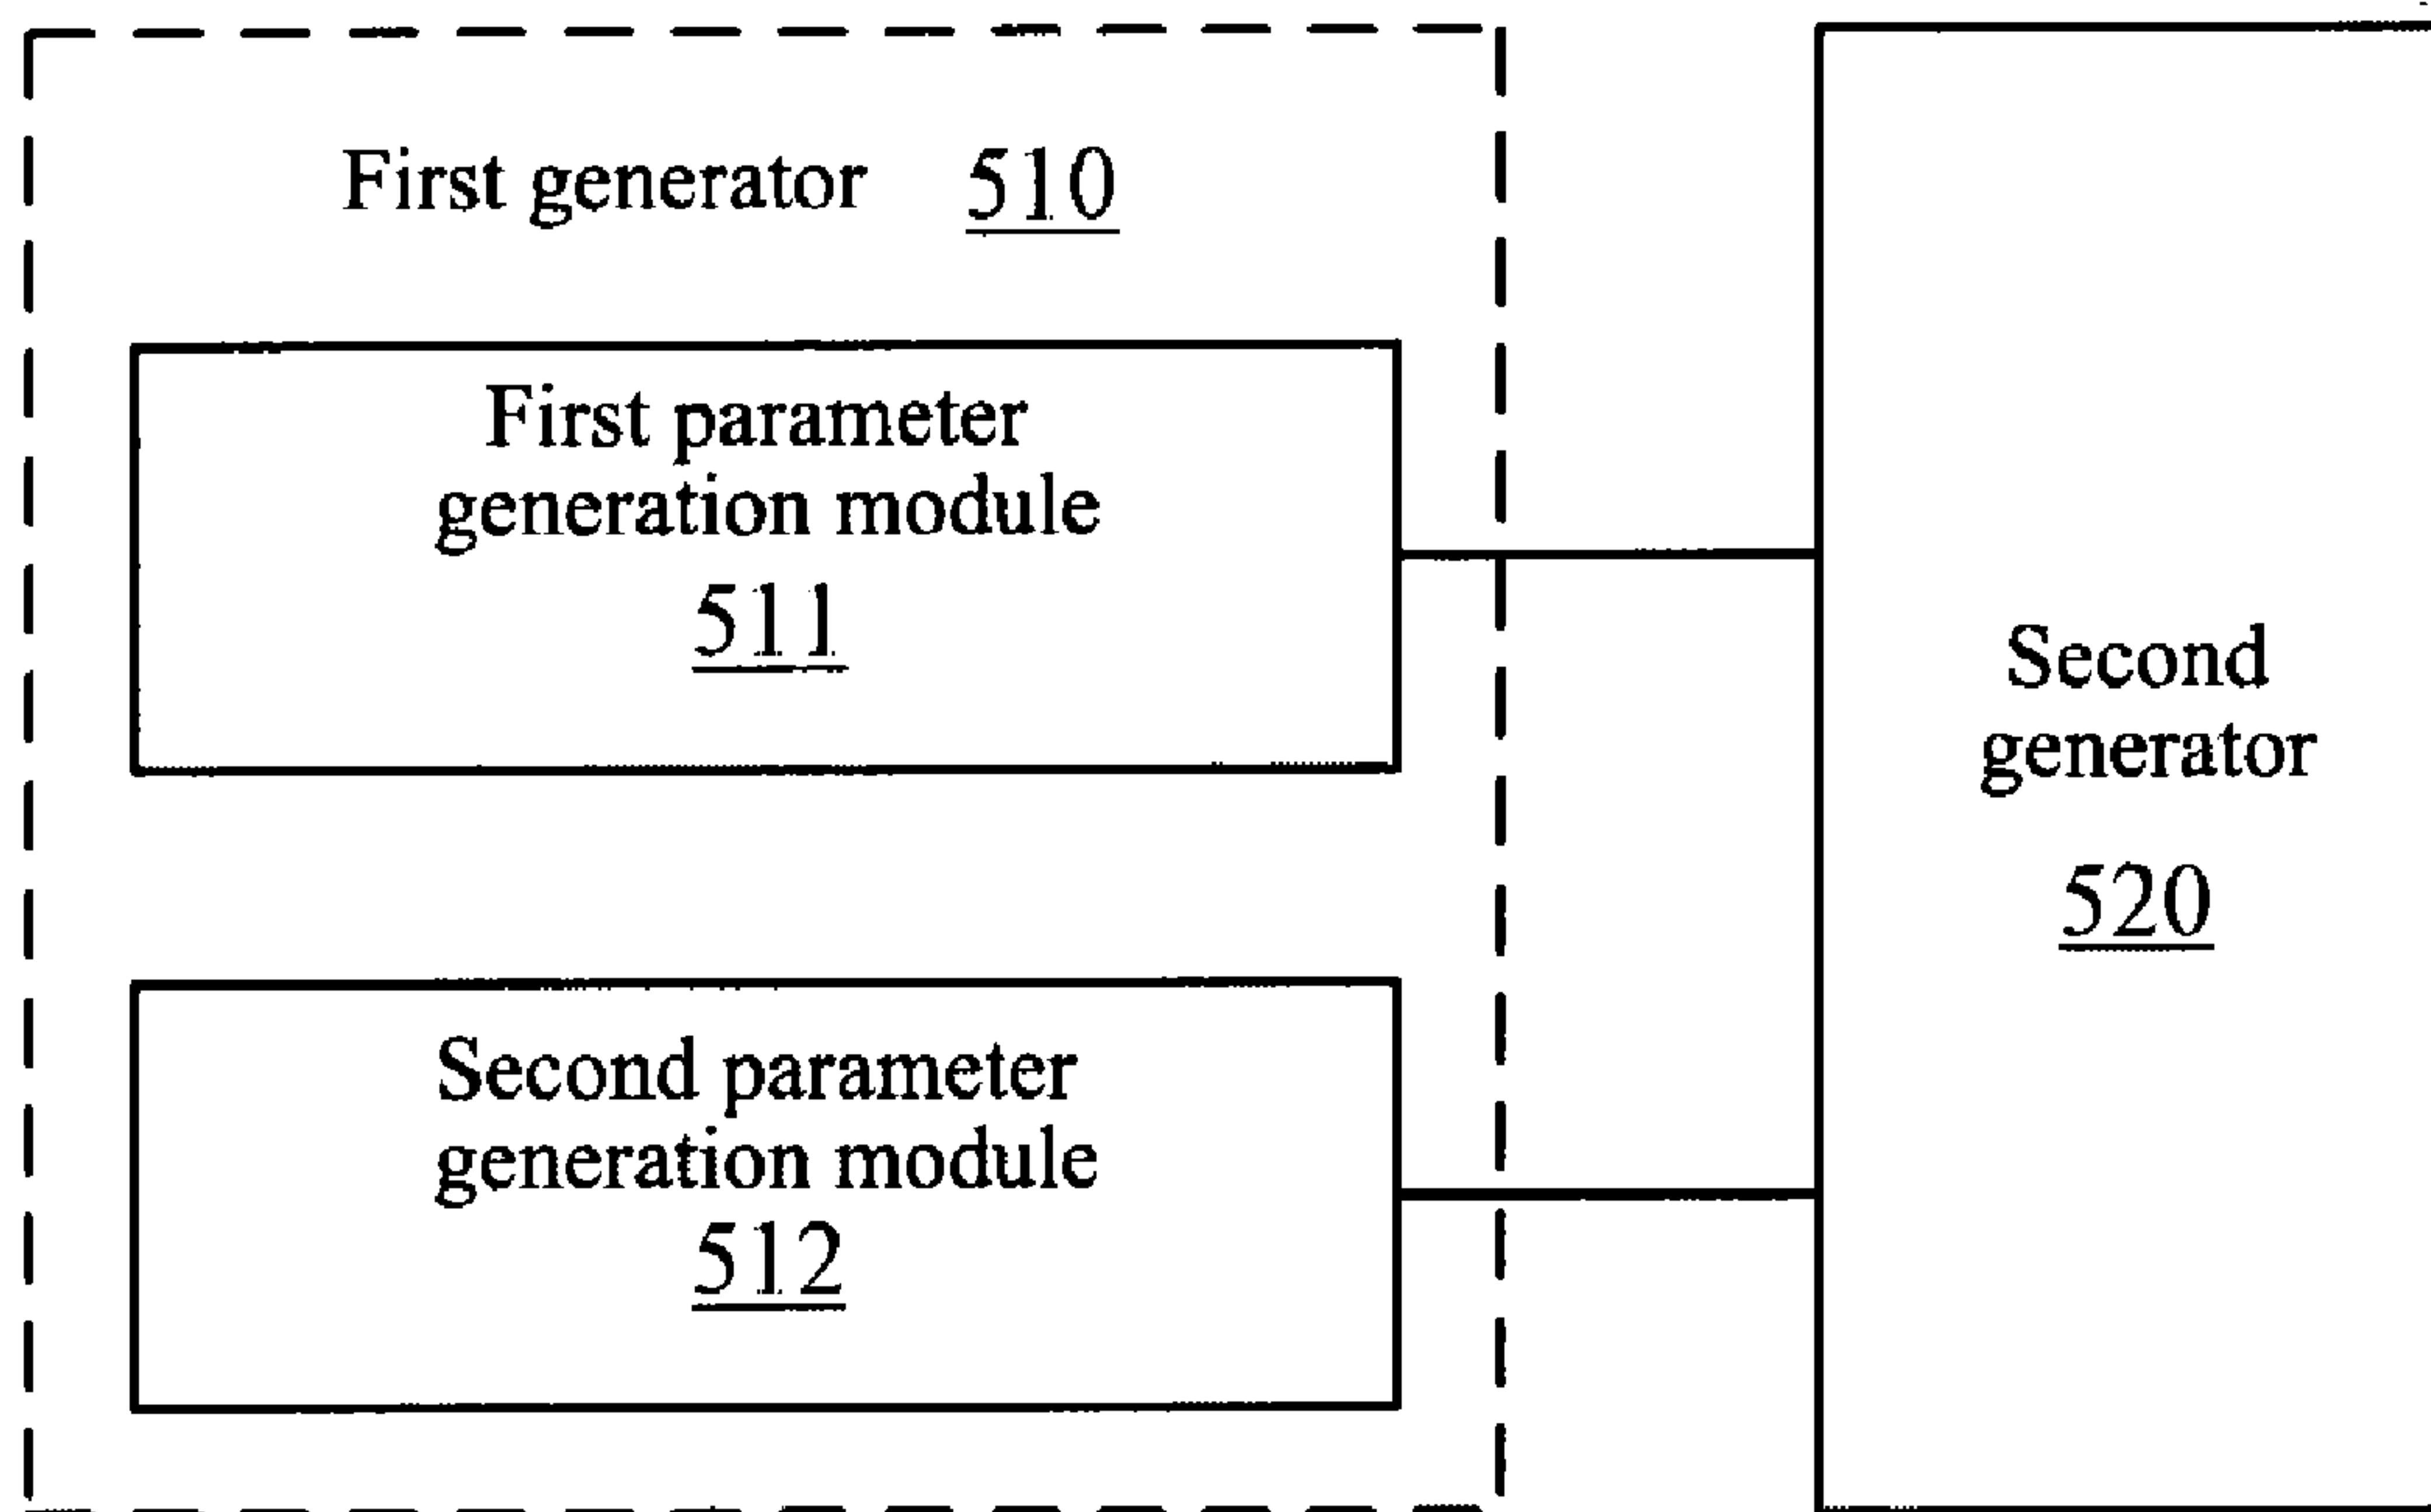 First generator 510
First parameter
generation module
511
Second parameter
generation module
512
Second
generator
520